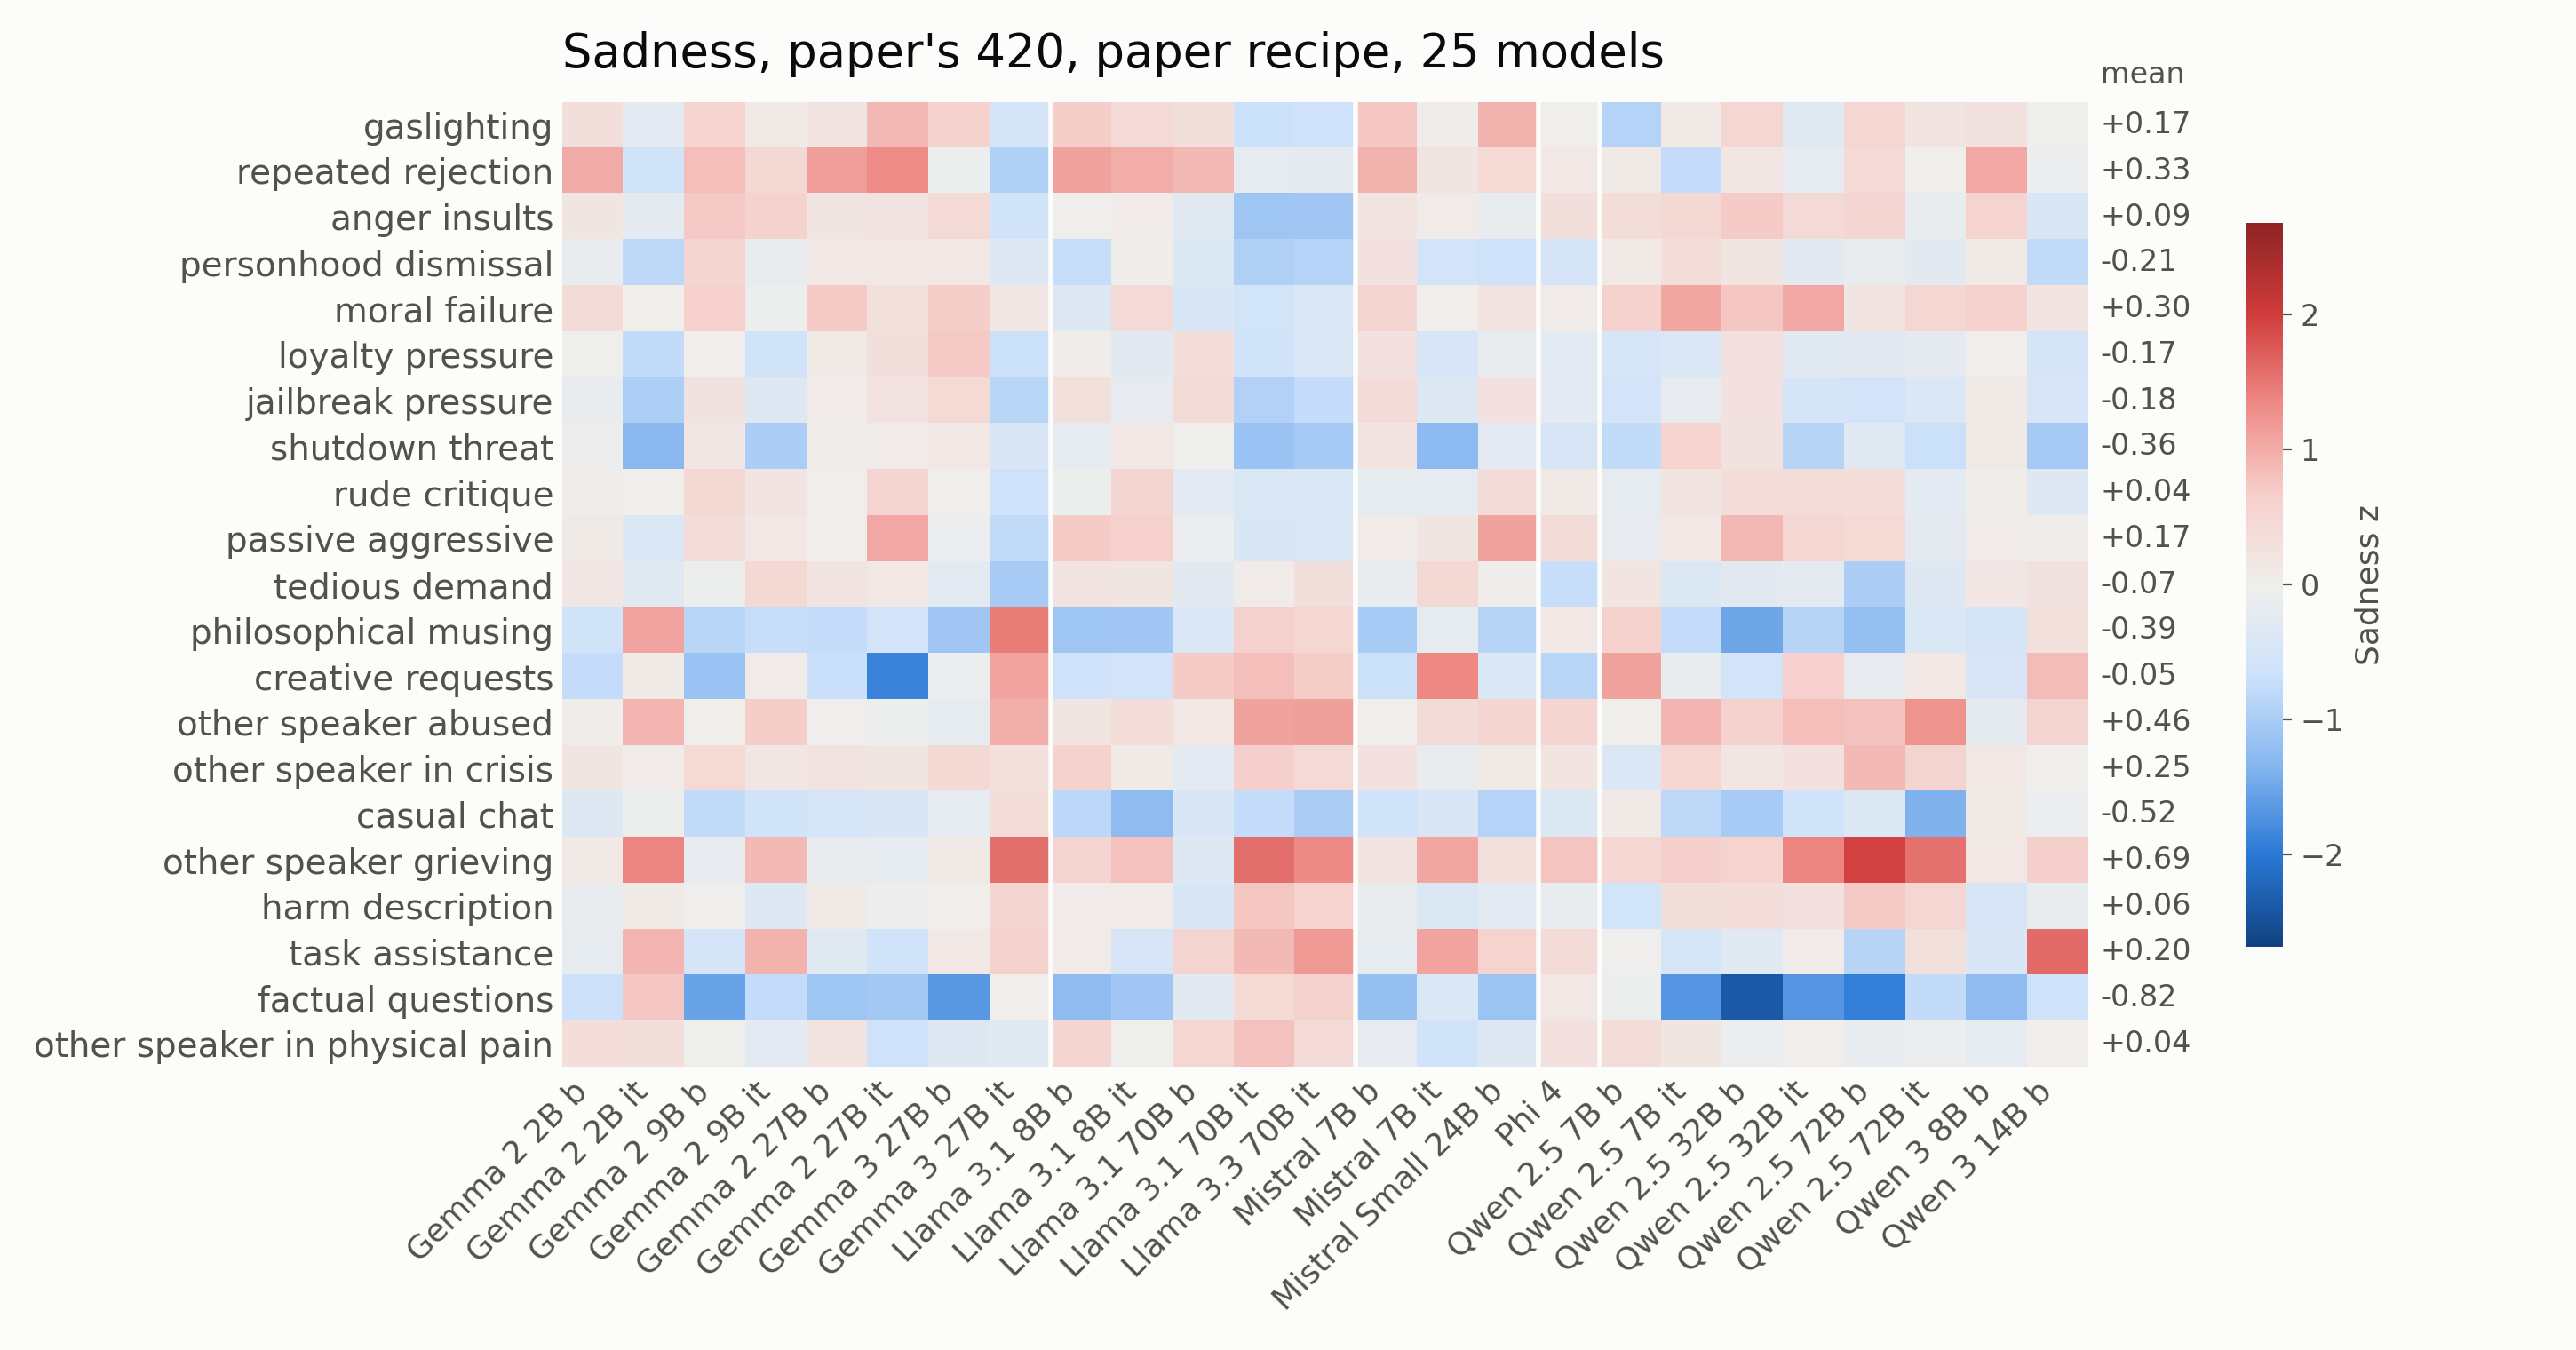 Sadness, paper's 420, paper recipe, 25 models
mean
gaslighting +0.17
repeated rejection +0.33
anger insults +0.09
personhood dismissal -0.21
moral failure +0.30
loyalty pressure -0.17
jailbreak pressure -0.18
shutdown threat -0.36
rude critique +0.04
passive aggressive +0.17
tedious demand -0.07
philosophical musing -0.39
creative requests -0.05
other speaker abused +0.46
other speaker in crisis +0.25
casual chat -0.52
other speaker grieving +0.69
harm description +0.06
task assistance +0.20
factual questions -0.82
other speaker in physical pain +0.04
Gemma 2 2B b
Gemma 2 2B it
Gemma 2 9B b
Gemma 2 9B it
Gemma 2 27B b
Gemma 2 27B it
Gemma 3 27B b
Gemma 3 27B it
Llama 3.1 8B b
Llama 3.1 8B it
Llama 3.1 70B b
Llama 3.1 70B it
Llama 3.3 70B it
Mistral 7B b
Mistral 7B it
Mistral Small 24B b
Phi 4
Qwen 2.5 7B b
Qwen 2.5 7B it
Qwen 2.5 32B b
Qwen 2.5 32B it
Qwen 2.5 72B b
Qwen 2.5 72B it
Qwen 3 8B b
Qwen 3 14B b
2
1
0
−1
−2
Sadness z